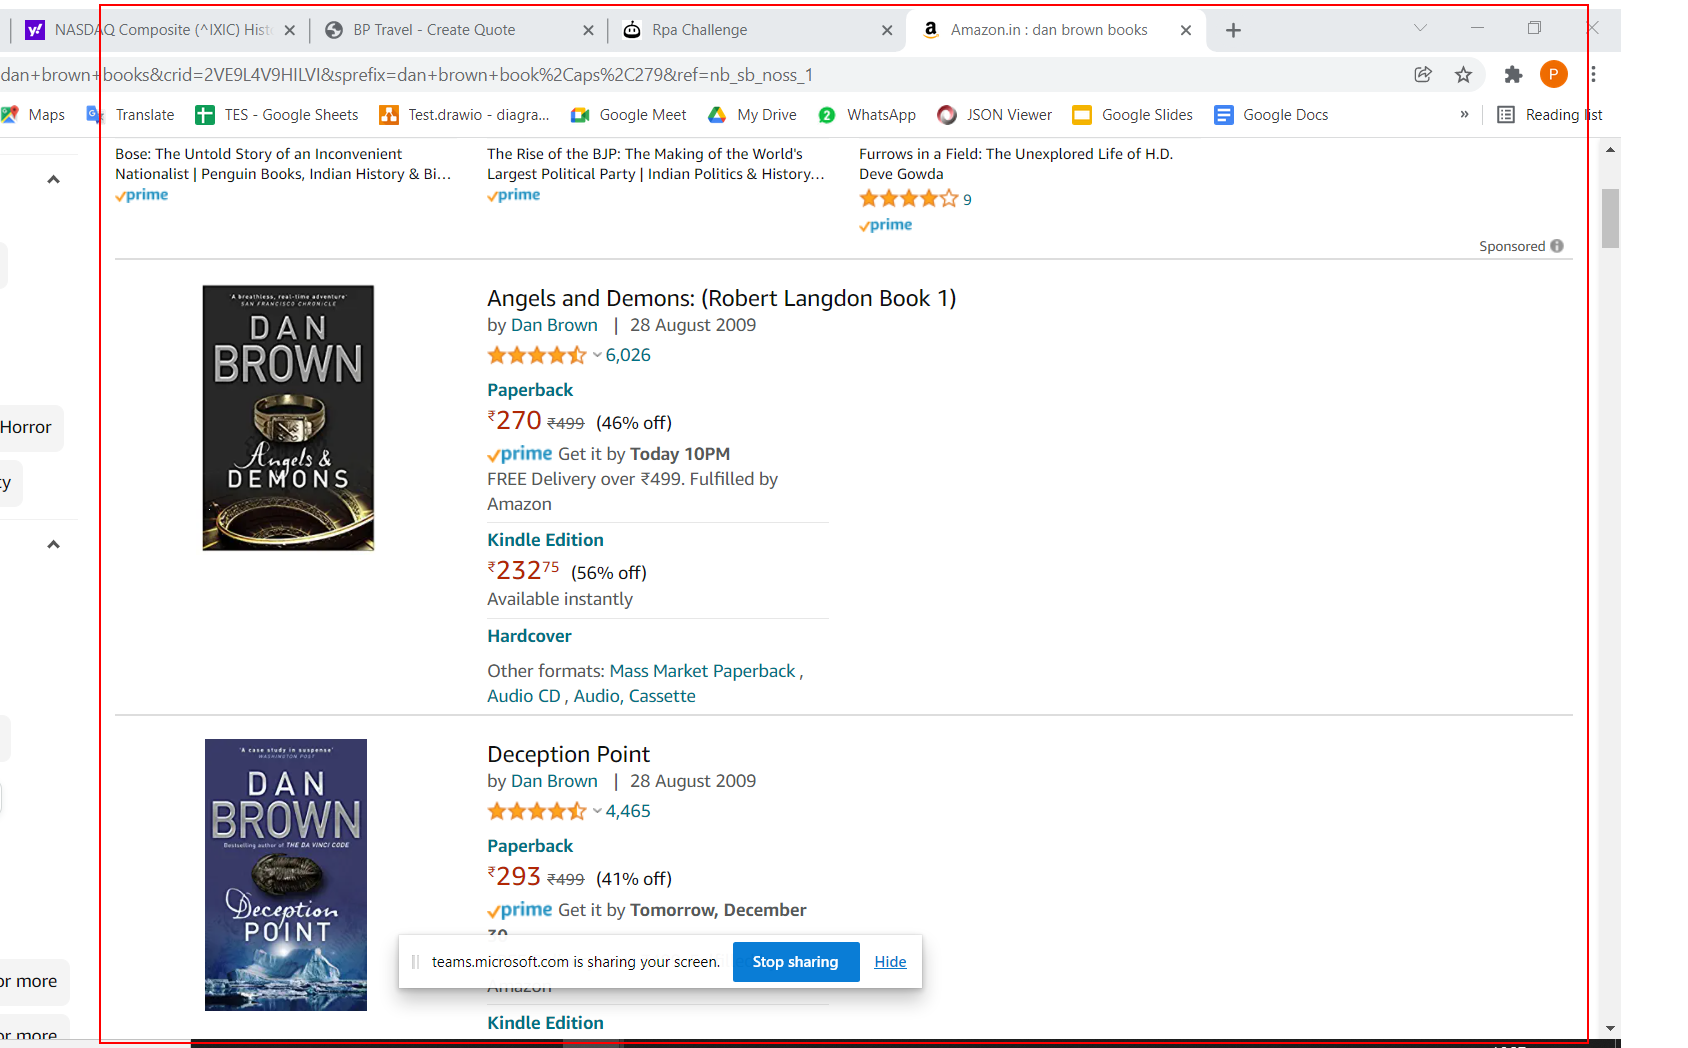 NASDAQ Composite (^IXIC) Hist
BP Travel - Create Quote
Rpa Challenge
Amazon.in : dan brown books
dan+brown+books&crid=2VE9L4V9HILVI&sprefix=dan+brown+book%2Caps%2C279&ref=nb_sb_noss_1
P
Maps
Translate
TES - Google Sheets
Test.drawio - diagra...
Google Meet
My Drive
2
WhatsApp
JSON Viewer
Google Slides
Google Docs
»
Reading list
Bose: The Untold Story of an Inconvenient
Nationalist | Penguin Books, Indian History & Bi...
prime
The Rise of the BJP: The Making of the World's
Largest Political Party | Indian Politics & History...
prime
Furrows in a Field: The Unexplored Life of H.D.
Deve Gowda
9
prime
Sponsored
Horror
ty
or more
or more
'A breathless, real-time adventure'
SAN FRANCISCO CHRONICLE
DAN
BROWN
Angels &
DEMONS
Angels and Demons: (Robert Langdon Book 1)
by Dan Brown | 28 August 2009
6,026
Paperback
₹270 ₹499 (46% off)
prime Get it by Today 10PM
FREE Delivery over ₹499. Fulfilled by
Amazon
Kindle Edition
₹232 75 (56% off)
Available instantly
Hardcover
Other formats: Mass Market Paperback ,
Audio CD , Audio, Cassette
'A case study in suspense'
WASHINGTON POST
DAN
BROWN
Bestselling author of THE DA VINCI CODE
Deception
POINT
Deception Point
by Dan Brown | 28 August 2009
4,465
Paperback
₹293 ₹499 (41% off)
prime Get it by Tomorrow, December
30
teams.microsoft.com is sharing your screen.
Stop sharing
Hide
Amazon
Kindle Edition